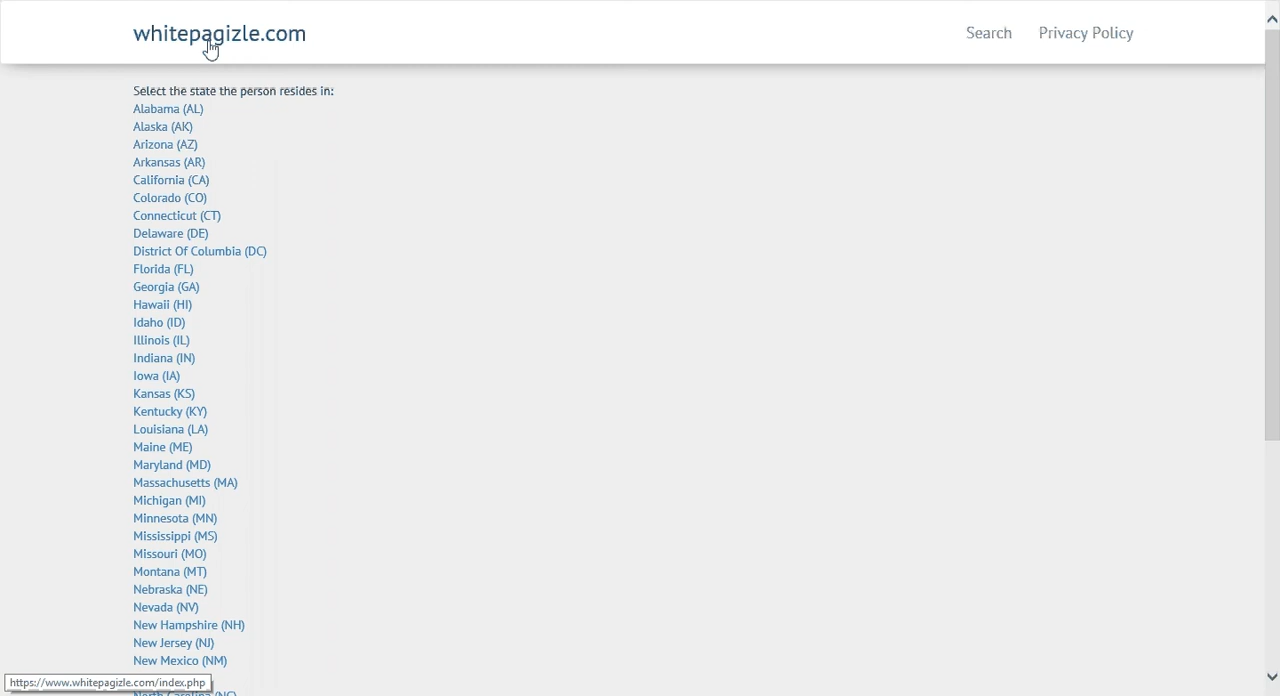 whitepagizle.com
Search
Privacy Policy
Select the state the person resides in:
Alabama (AL)
Alaska (AK)
Arizona (AZ)
Arkansas (AR)
California (CA)
Colorado (CO)
Connecticut (CT)
Delaware (DE)
District Of Columbia (DC)
Florida (FL)
Georgia (GA)
Hawaii (HI)
Idaho (ID)
Illinois (IL)
Indiana (IN)
Iowa (IA)
Kansas (KS)
Kentucky (KY)
Louisiana (LA)
Maine (ME)
Maryland (MD)
Massachusetts (MA)
Michigan (MI)
Minnesota (MN)
Mississippi (MS)
Missouri (MO)
Montana (MT)
Nebraska (NE)
Nevada (NV)
New Hampshire (NH)
New Jersey (NJ)
New Mexico (NM)
https://www.whitepagizle.com/index.php
North Carolina (NC)